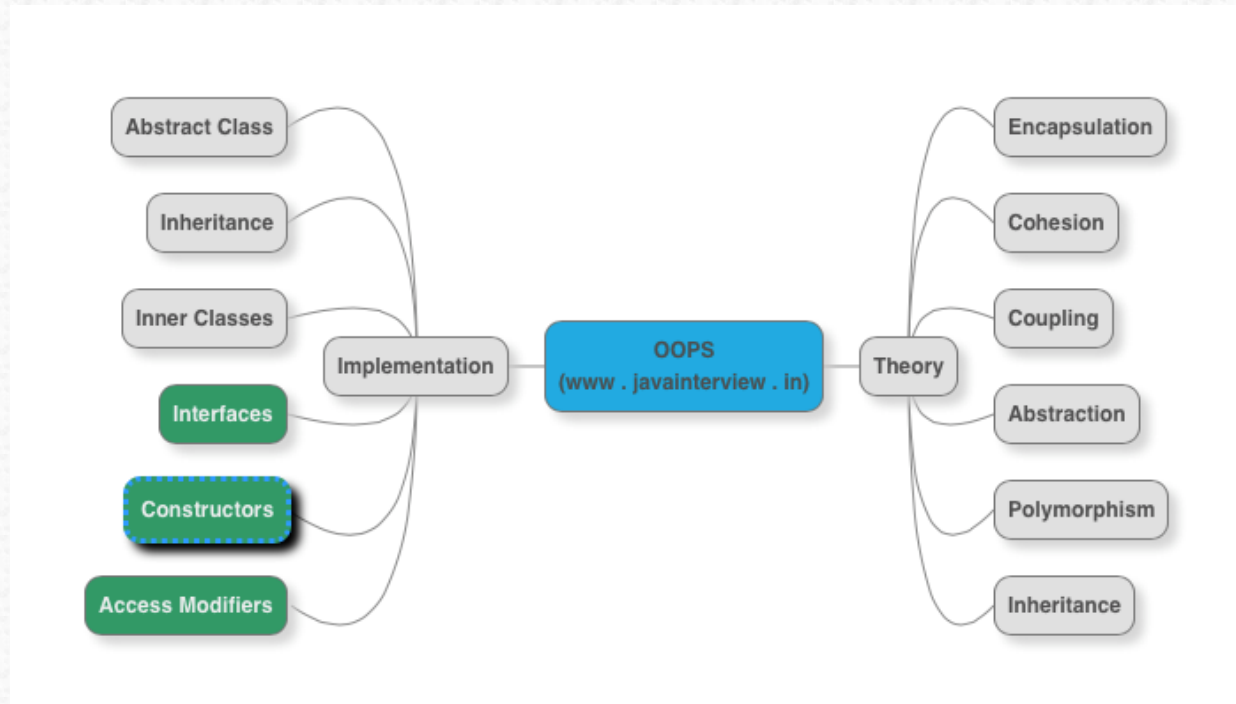 Abstract Class
Inheritance
Inner Classes
Interfaces
Constructors
Access Modifiers
Implementation
OOPS
(www . javainterview . in)
Theory
Encapsulation
Cohesion
Coupling
Abstraction
Polymorphism
Inheritance